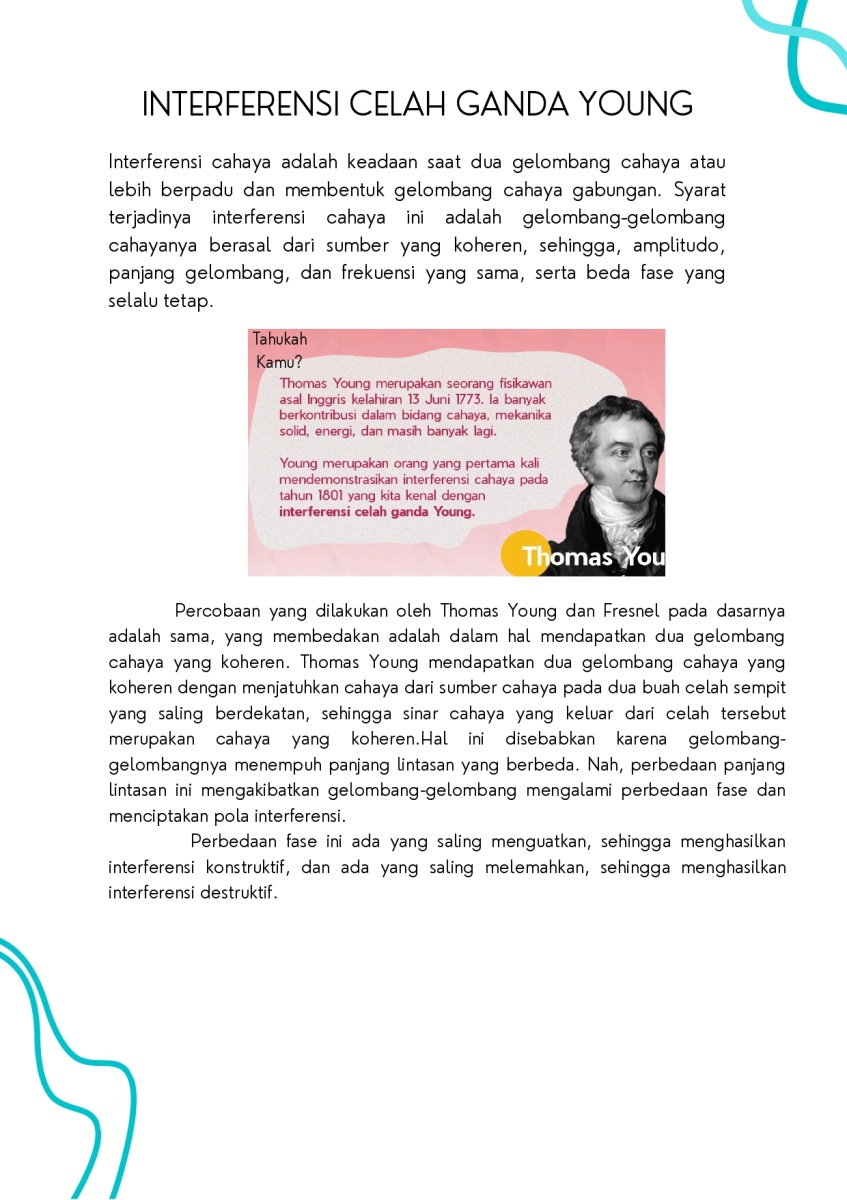 INTERFERENSI CELAH GANDA YOUNG
Interferensi cahaya adalah keadaan saat dua gelombang cahaya atau
lebih berpadu dan membentuk gelombang cahaya gabungan. Syarat
terjadinya interferensi cahaya ini adalah gelombang-gelombang
cahayanya berasal dari sumber yang koheren, sehingga, amplitudo,
panjang gelombang, dan frekuensi yang sama, serta beda fase yang
selalu tetap.
Tahukah
Kamu?
Thomas Young merupakan seorang fisikawan
asal Inggris kelahiran 13 Juni 1773. Ia banyak
berkontribusi dalam bidang cahaya, mekanika
solid, energi, dan masih banyak lagi.
Young merupakan orang yang pertama kali
mendemonstrasikan interferensi cahaya pada
tahun 1801 yang kita kenal dengan
interferensi celah ganda Young.
Thomas You
Percobaan yang dilakukan oleh Thomas Young dan Fresnel pada dasarnya
adalah sama, yang membedakan adalah dalam hal mendapatkan dua gelombang
cahaya yang koheren. Thomas Young mendapatkan dua gelombang cahaya yang
koheren dengan menjatuhkan cahaya dari sumber cahaya pada dua buah celah sempit
yang saling berdekatan, sehingga sinar cahaya yang keluar dari celah tersebut
merupakan cahaya yang koheren.Hal ini disebabkan karena gelombang-
gelombangnya menempuh panjang lintasan yang berbeda. Nah, perbedaan panjang
lintasan ini mengakibatkan gelombang-gelombang mengalami perbedaan fase dan
menciptakan pola interferensi.
Perbedaan fase ini ada yang saling menguatkan, sehingga menghasilkan
interferensi konstruktif, dan ada yang saling melemahkan, sehingga menghasilkan
interferensi destruktif.